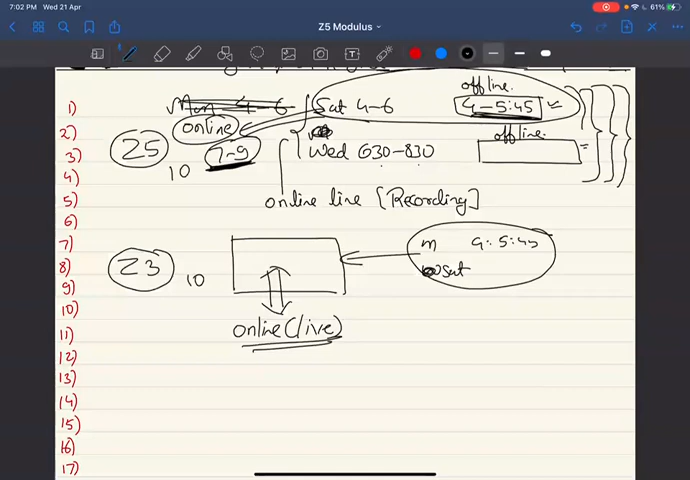 7:02 PM Wed 21 Apr
61%
Z5 Modulus
offline.
1) Mon 4-6 Sat 4-6 4-5:45
2) online offline.
3) Z5 7-9 Wed 630-830
4) 10
5) online line [Recording]
6)
7) m 4:5:45
8) Z3 Sat
9) 10
10)
11) online(live)
12)
13)
14)
15)
16)
17)